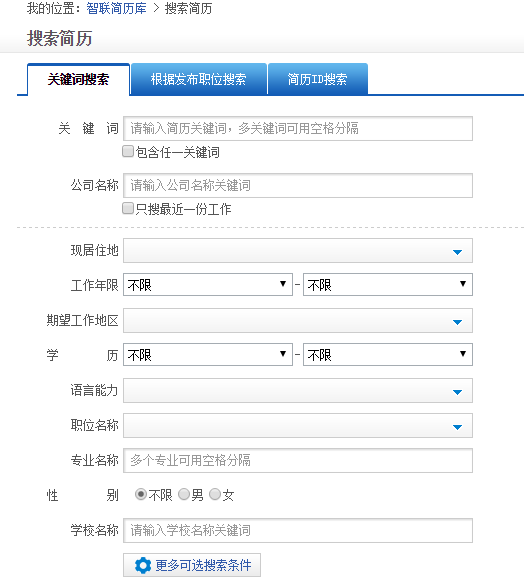 我的位置：智联简历库 > 搜索简历
搜索简历
关键词搜索 根据发布职位搜索 简历ID搜索
关 键 词 请输入简历关键词，多关键词可用空格分隔
包含任一关键词
公司名称 请输入公司名称关键词
只搜最近一份工作
现居住地
工作年限 不限 - 不限
期望工作地区
学 历 不限 - 不限
语言能力
职位名称
专业名称 多个专业可用空格分隔
性 别 不限 男 女
学校名称 请输入学校名称关键词
更多可选搜索条件